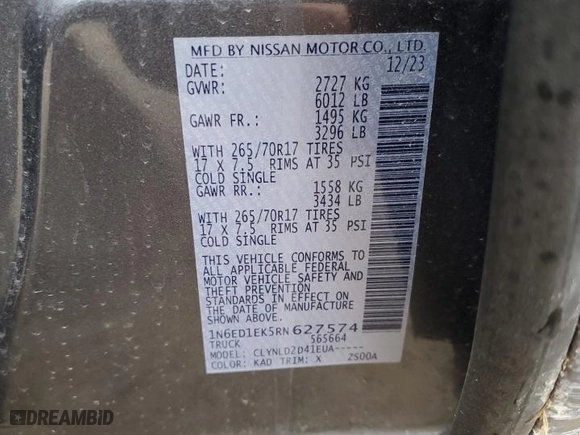 MFD BY NISSAN MOTOR CO., LTD.
DATE: 12/23
GVWR: 2727 KG
6012 LB
GAWR FR.: 1495 KG
3296 LB
WITH 265/70R17 TIRES
17 X 7.5 RIMS AT 35 PSI
COLD SINGLE
GAWR RR.: 1558 KG
3434 LB
WITH 265/70R17 TIRES
17 X 7.5 RIMS AT 35 PSI
COLD SINGLE
THIS VEHICLE CONFORMS TO
ALL APPLICABLE FEDERAL
MOTOR VEHICLE SAFETY AND
THEFT PREVENTION
STANDARDS IN EFFECT ON
THE DATE OF MANUFACTURE
SHOWN ABOVE.
1N6ED1EK5RN627574
TRUCK 565664
MODEL: CLYNLD2D41EUA-----
COLOR: KAD TRIM: X 2S00A
DREAMBID